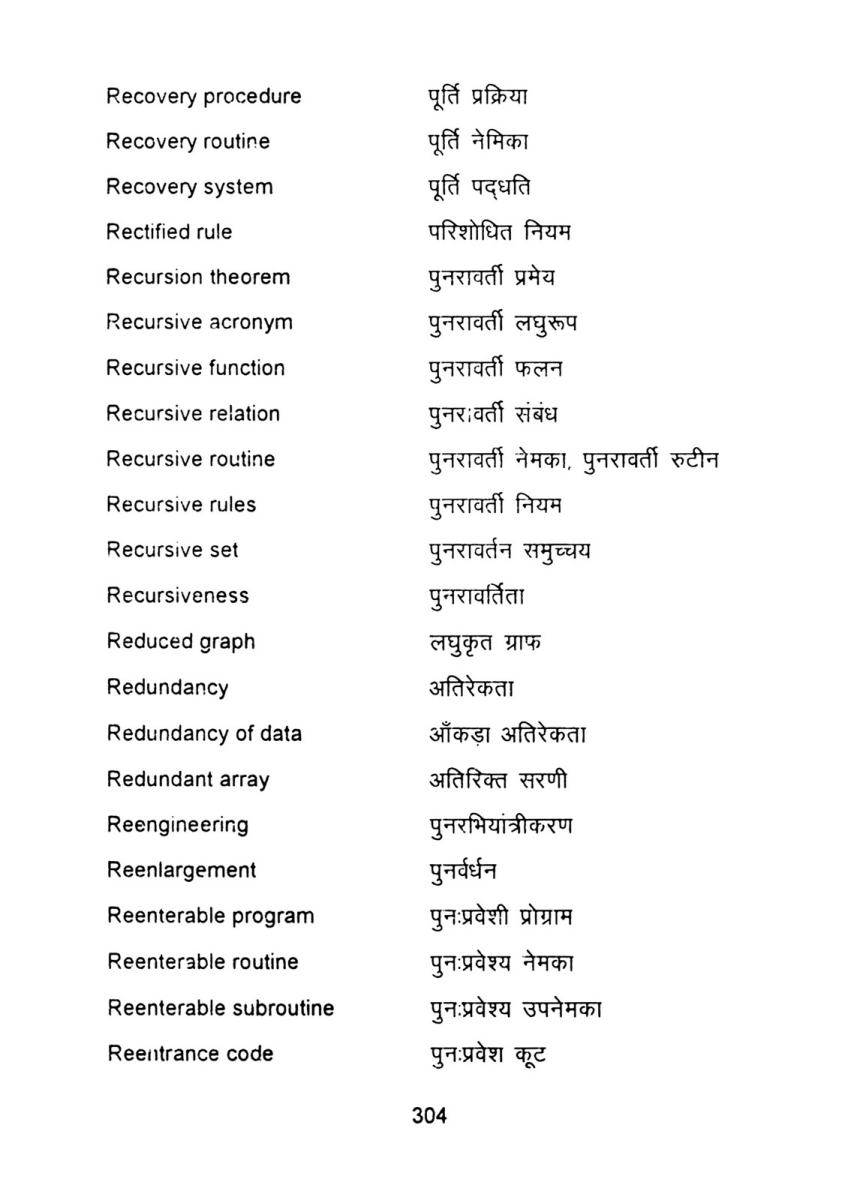 Recovery procedure पूर्ति प्रक्रिया
Recovery routine पूर्ति नेमिका
Recovery system पूर्ति पद्धति
Rectified rule परिशोधित नियम
Recursion theorem पुनरावर्ती प्रमेय
Recursive acronym पुनरावर्ती लघुरूप
Recursive function पुनरावर्ती फलन
Recursive relation पुनरावर्ती संबंध
Recursive routine पुनरावर्ती नेमका, पुनरावर्ती रुटीन
Recursive rules पुनरावर्ती नियम
Recursive set पुनरावर्तन समुच्चय
Recursiveness पुनरावर्तिता
Reduced graph लघुकृत ग्राफ
Redundancy अतिरेकता
Redundancy of data आँकड़ा अतिरेकता
Redundant array अतिरिक्त सरणी
Reengineering पुनरभियांत्रीकरण
Reenlargement पुनर्वर्धन
Reenterable program पुनःप्रवेशी प्रोग्राम
Reenterable routine पुनःप्रवेश्य नेमका
Reenterable subroutine पुनःप्रवेश्य उपनेमका
Reentrance code पुनःप्रवेश कूट
304